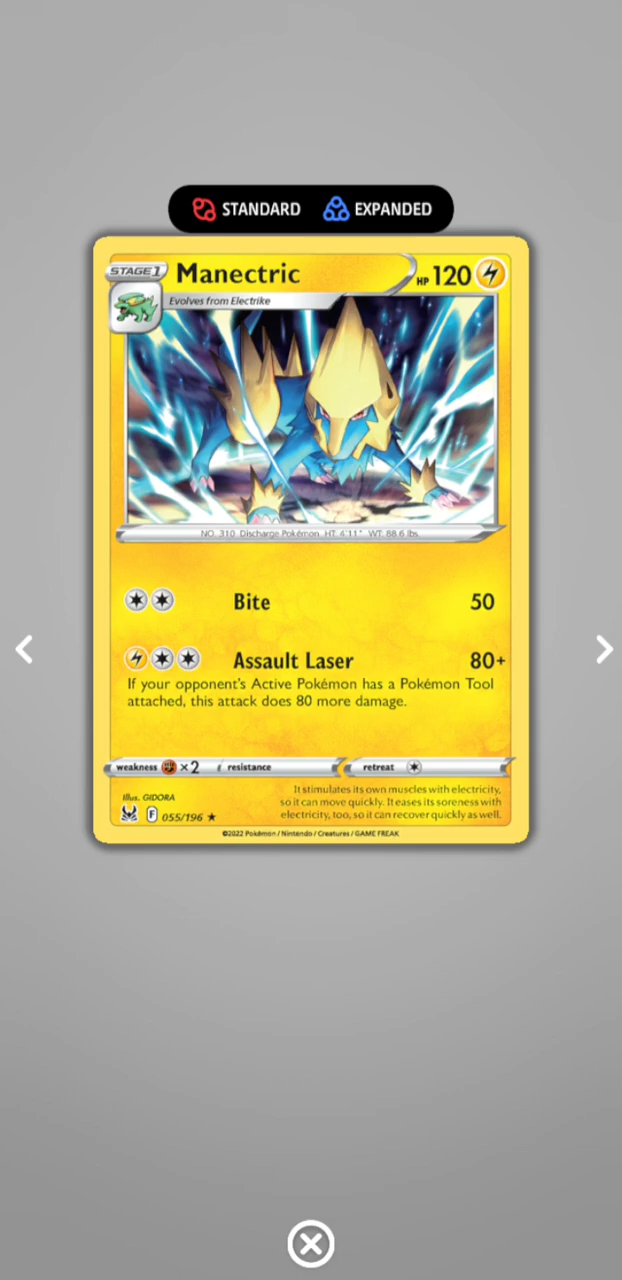 STANDARD EXPANDED
STAGE 1 Manectric HP 120
Evolves from Electrike
NO. 310 Discharge Pokémon HT: 4'11" WT: 88.6 lbs.
Bite 50
Assault Laser 80+
If your opponent's Active Pokémon has a Pokémon Tool
attached, this attack does 80 more damage.
weakness ×2 resistance retreat
It stimulates its own muscles with electricity,
so it can move quickly. It eases its soreness with
electricity, too, so it can recover quickly as well.
Illus. GIDORA
F 055/196 ★
©2022 Pokémon / Nintendo / Creatures / GAME FREAK